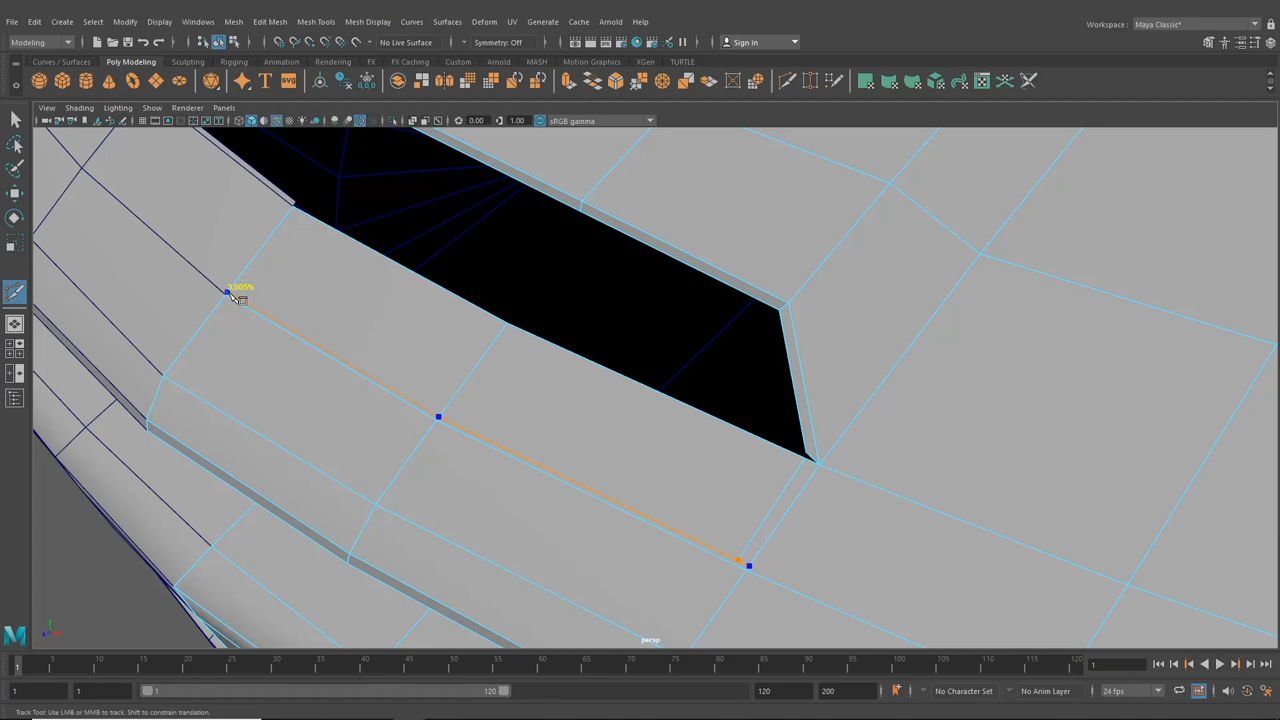 File Edit Create Select Modify Display Windows Mesh Edit Mesh Mesh Tools Mesh Display Curves Surfaces Deform UV Generate Cache Arnold Help
Workspace : Maya Classic*
Modeling No Live Surface Symmetry: Off Sign In
Curves / Surfaces Poly Modeling Sculpting Rigging Animation Rendering FX FX Caching Custom Arnold MASH Motion Graphics XGen TURTLE
SVG
View Shading Lighting Show Renderer Panels
0.00 1.00 sRGB gamma
persp
5 10 15 20 25 30 35 40 45 50 55 60 65 70 75 80 85 90 95 100 105 110 115 120
1 1
1 1 1 120 120 200 No Character Set No Anim Layer 24 fps
Track Tool: Use LMB or MMB to track. Shift to constrain translation.